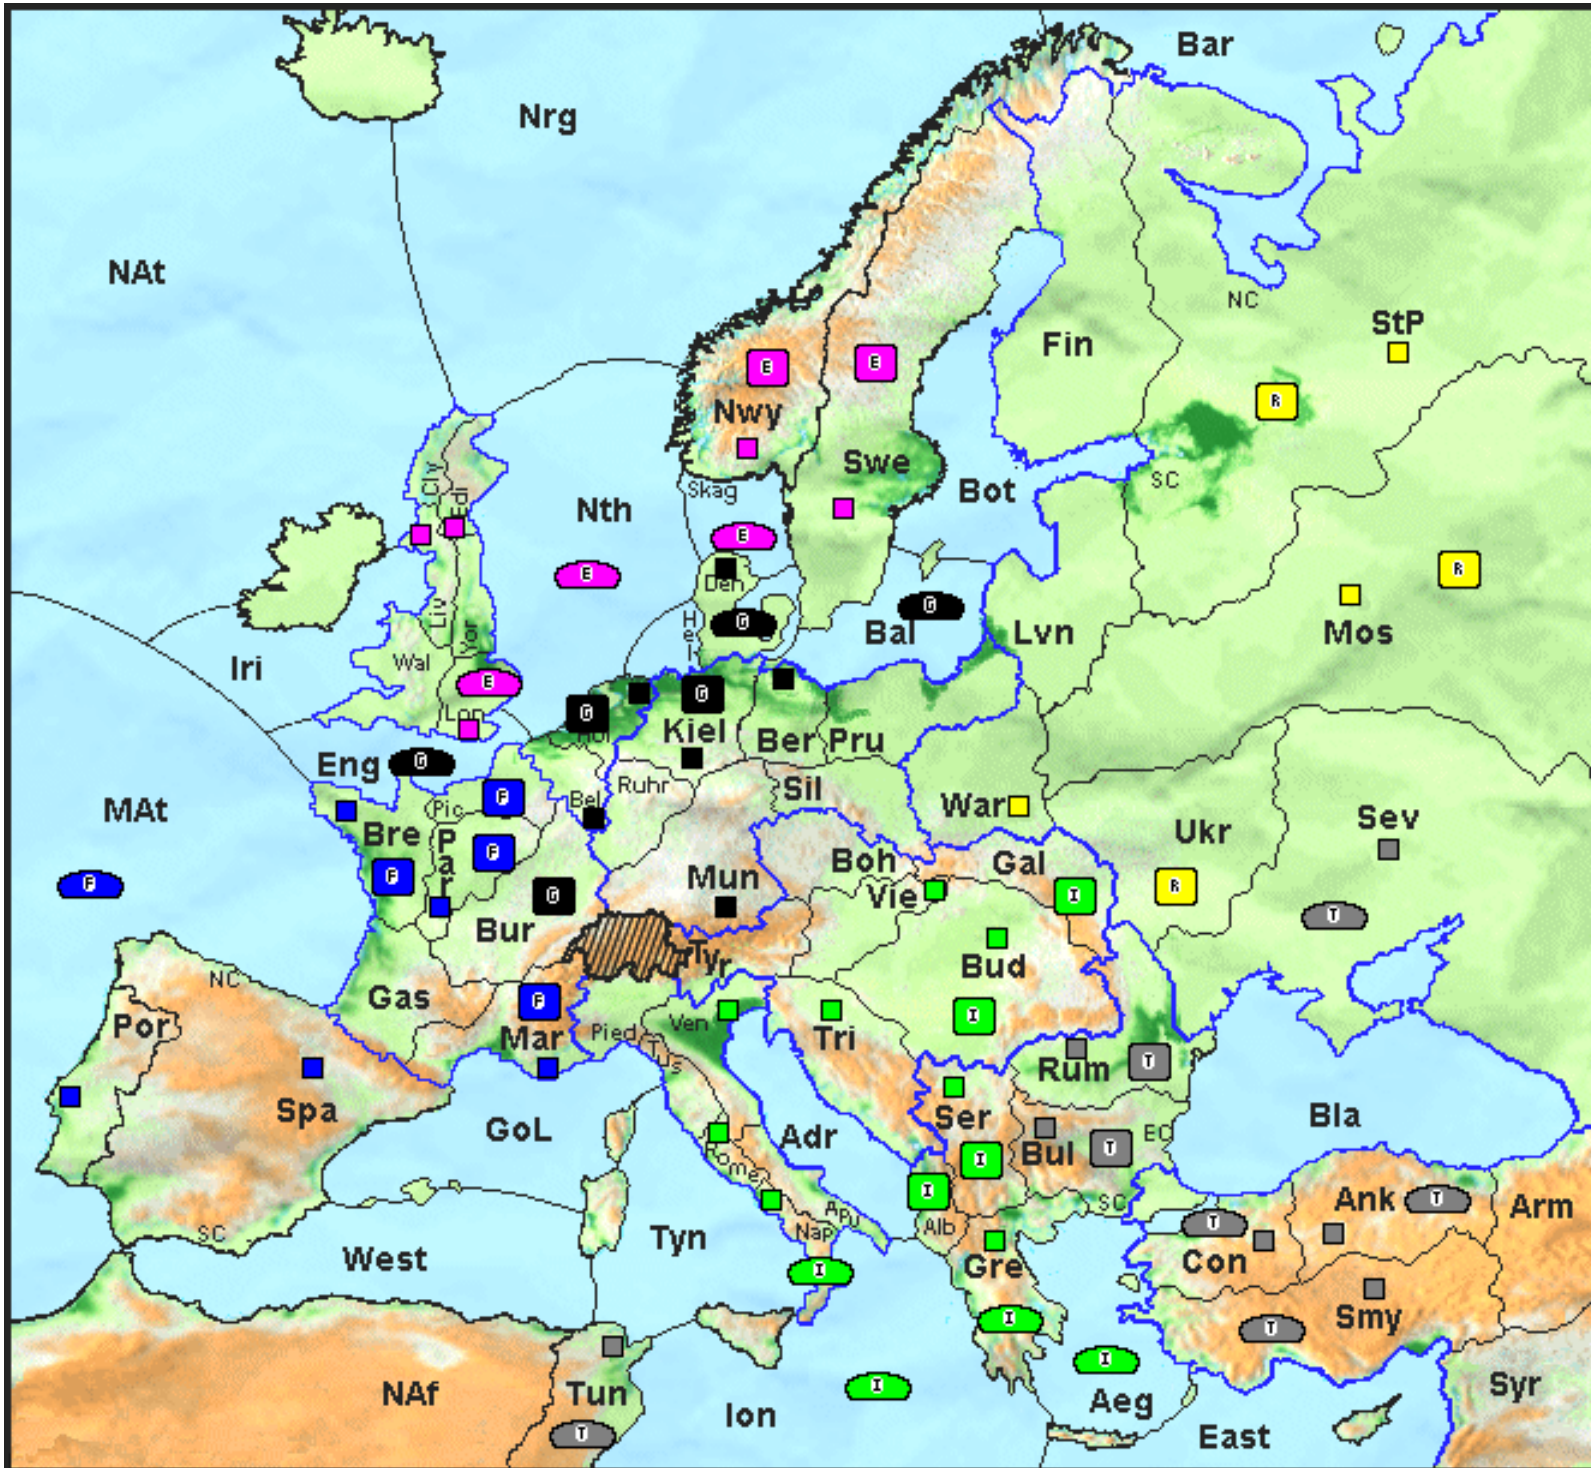 Bar
Nrg
NAt
NC
StP
Fin
Nwy
Swe
SC
Cly
Edi
Skag
Bot
Nth
Den
Hel
Liv
Yor
Bal
Lvn
Mos
Iri
Wal
Lon
Hol
Kiel
Ber
Pru
Eng
MAt
Pic
Bel
Ruhr
Sil
War
Ukr
Sev
Bre
Par
Boh
Gal
Mun
Vie
Bur
Tyr
Bud
NC
Gas
Por
Mar
Pied
Ven
Tus
Tri
Rum
Spa
GoL
Ser
Bla
Adr
Rome
Bul
EC
Apu
Nap
Alb
SC
Ank
Arm
SC
West
Tyn
Gre
Con
Smy
NAf
Tun
Ion
Aeg
East
Syr
E
E
R
E
E
R
G
G
E
G
G
G
F
F
F
F
G
I
R
T
F
I
T
I
I
T
T
T
I
I
T
I
I
T